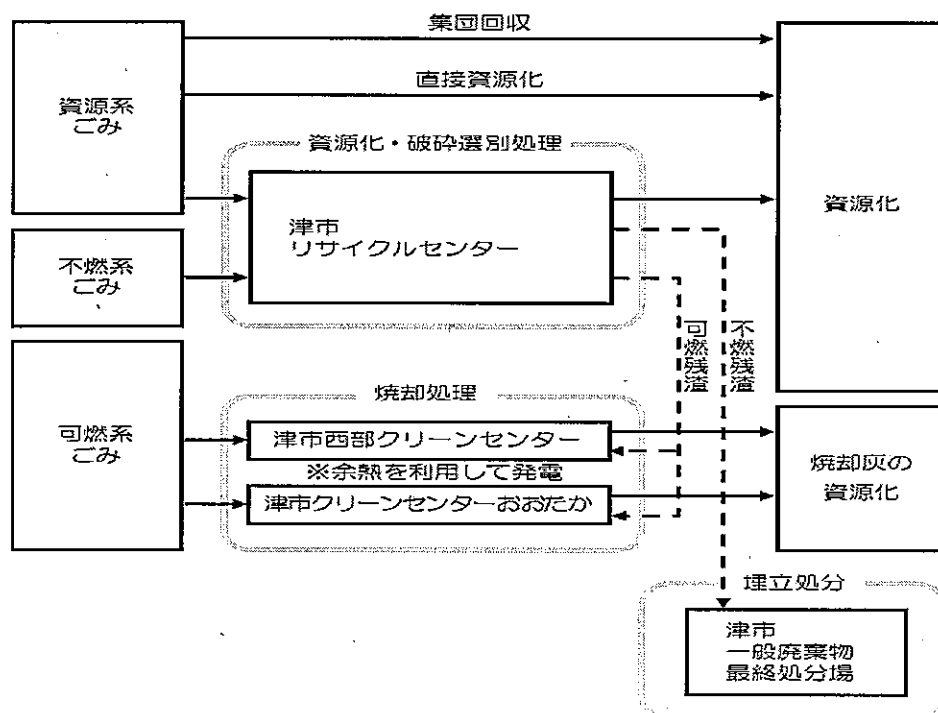 集団回収
直接資源化
資源系
ごみ
資源化・破砕選別処理
津市
リサイクルセンター
資源化
不燃系
ごみ
可燃残渣
不燃残渣
焼却処理
可燃系
ごみ
津市西部クリーンセンター
※余熱を利用して発電
津市クリーンセンターおおたか
焼却灰の
資源化
埋立処分
津市
一般廃棄物
最終処分場